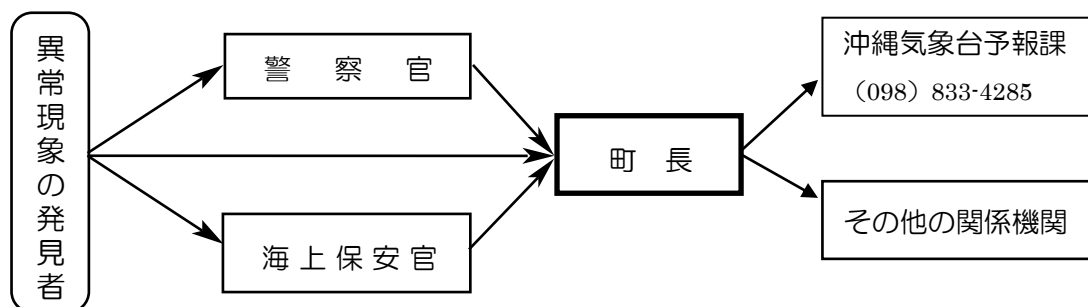 異常現象の発見者
警察官
海上保安官
町長
沖縄気象台予報課
（098）833-4285
その他の関係機関